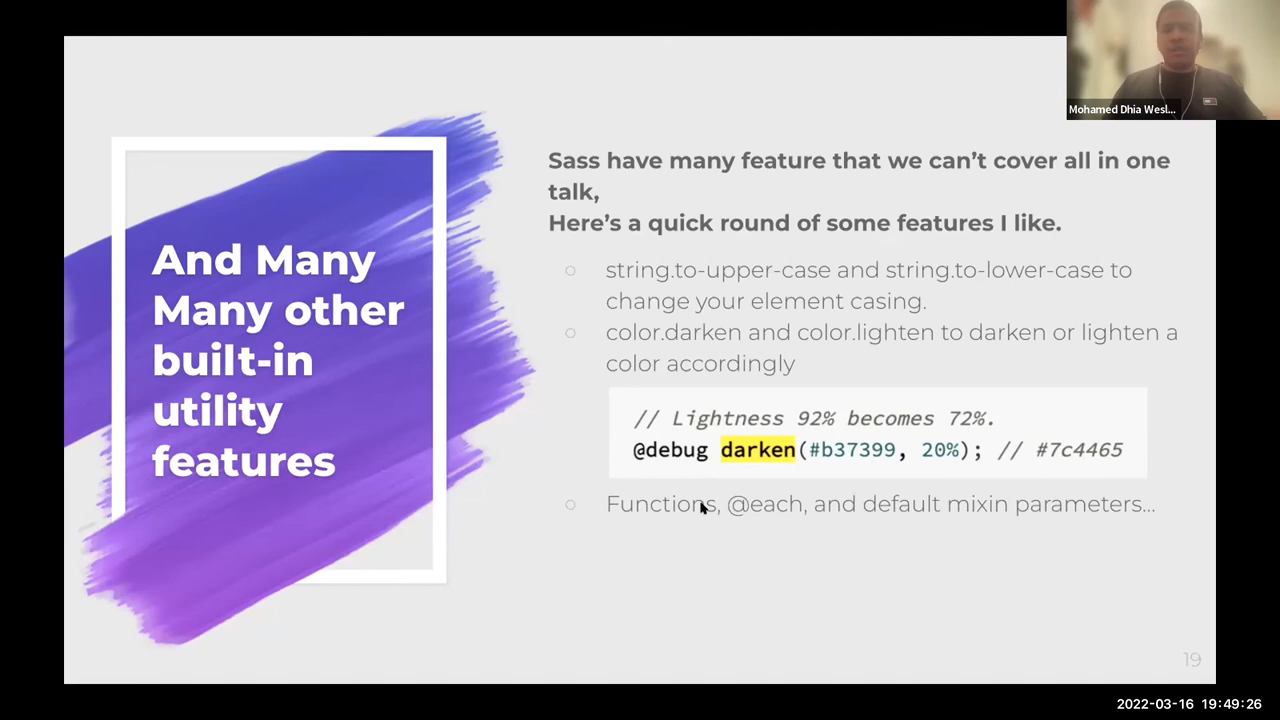 Mohamed Dhia Wesl...
And Many
Many other
built-in
utility
features
Sass have many feature that we can’t cover all in one
talk,
Here’s a quick round of some features I like.
○ string.to-upper-case and string.to-lower-case to
change your element casing.
○ color.darken and color.lighten to darken or lighten a
color accordingly
// Lightness 92% becomes 72%.
@debug darken(#b37399, 20%); // #7c4465
○ Functions, @each, and default mixin parameters...
19
2022-03-16 19:49:26